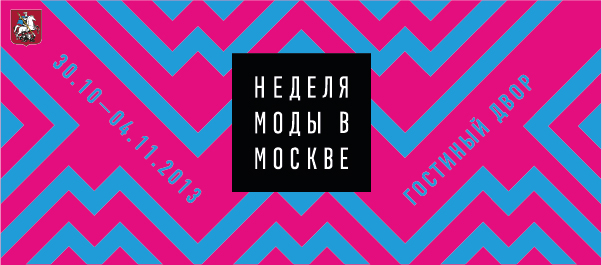 30.10—04.11.2013
НЕДЕЛЯ
МОДЫ В
МОСКВЕ
ГОСТИНЫЙ ДВОР